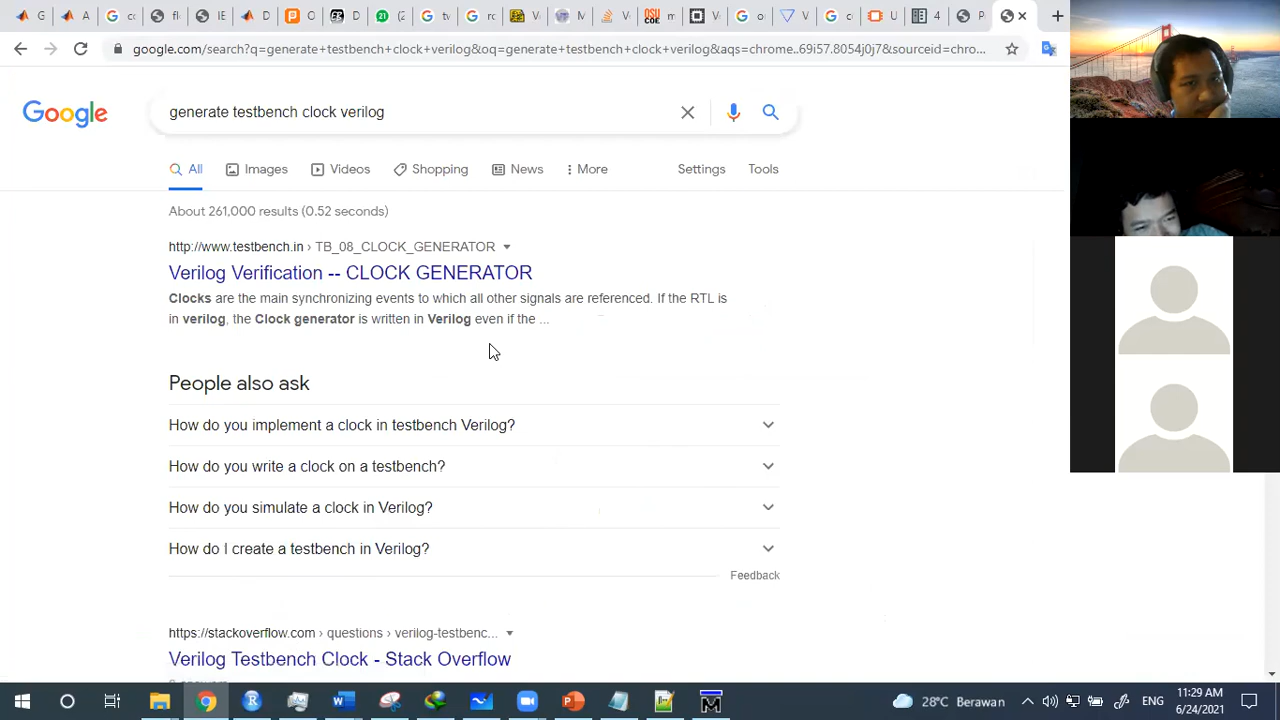 google.com/search?q=generate+testbench+clock+verilog&oq=generate+testbench+clock+verilog&aqs=chrome..69i57.8054j0j7&sourceid=chro...
Google
generate testbench clock verilog
All
Images
Videos
Shopping
News
More
Settings
Tools
About 261,000 results (0.52 seconds)
http://www.testbench.in › TB_08_CLOCK_GENERATOR
Verilog Verification -- CLOCK GENERATOR
Clocks are the main synchronizing events to which all other signals are referenced. If the RTL is
in verilog, the Clock generator is written in Verilog even if the ...
People also ask
How do you implement a clock in testbench Verilog?
How do you write a clock on a testbench?
How do you simulate a clock in Verilog?
How do I create a testbench in Verilog?
Feedback
https://stackoverflow.com › questions › verilog-testbenc...
Verilog Testbench Clock - Stack Overflow
28°C Berawan
ENG
11:29 AM
6/24/2021